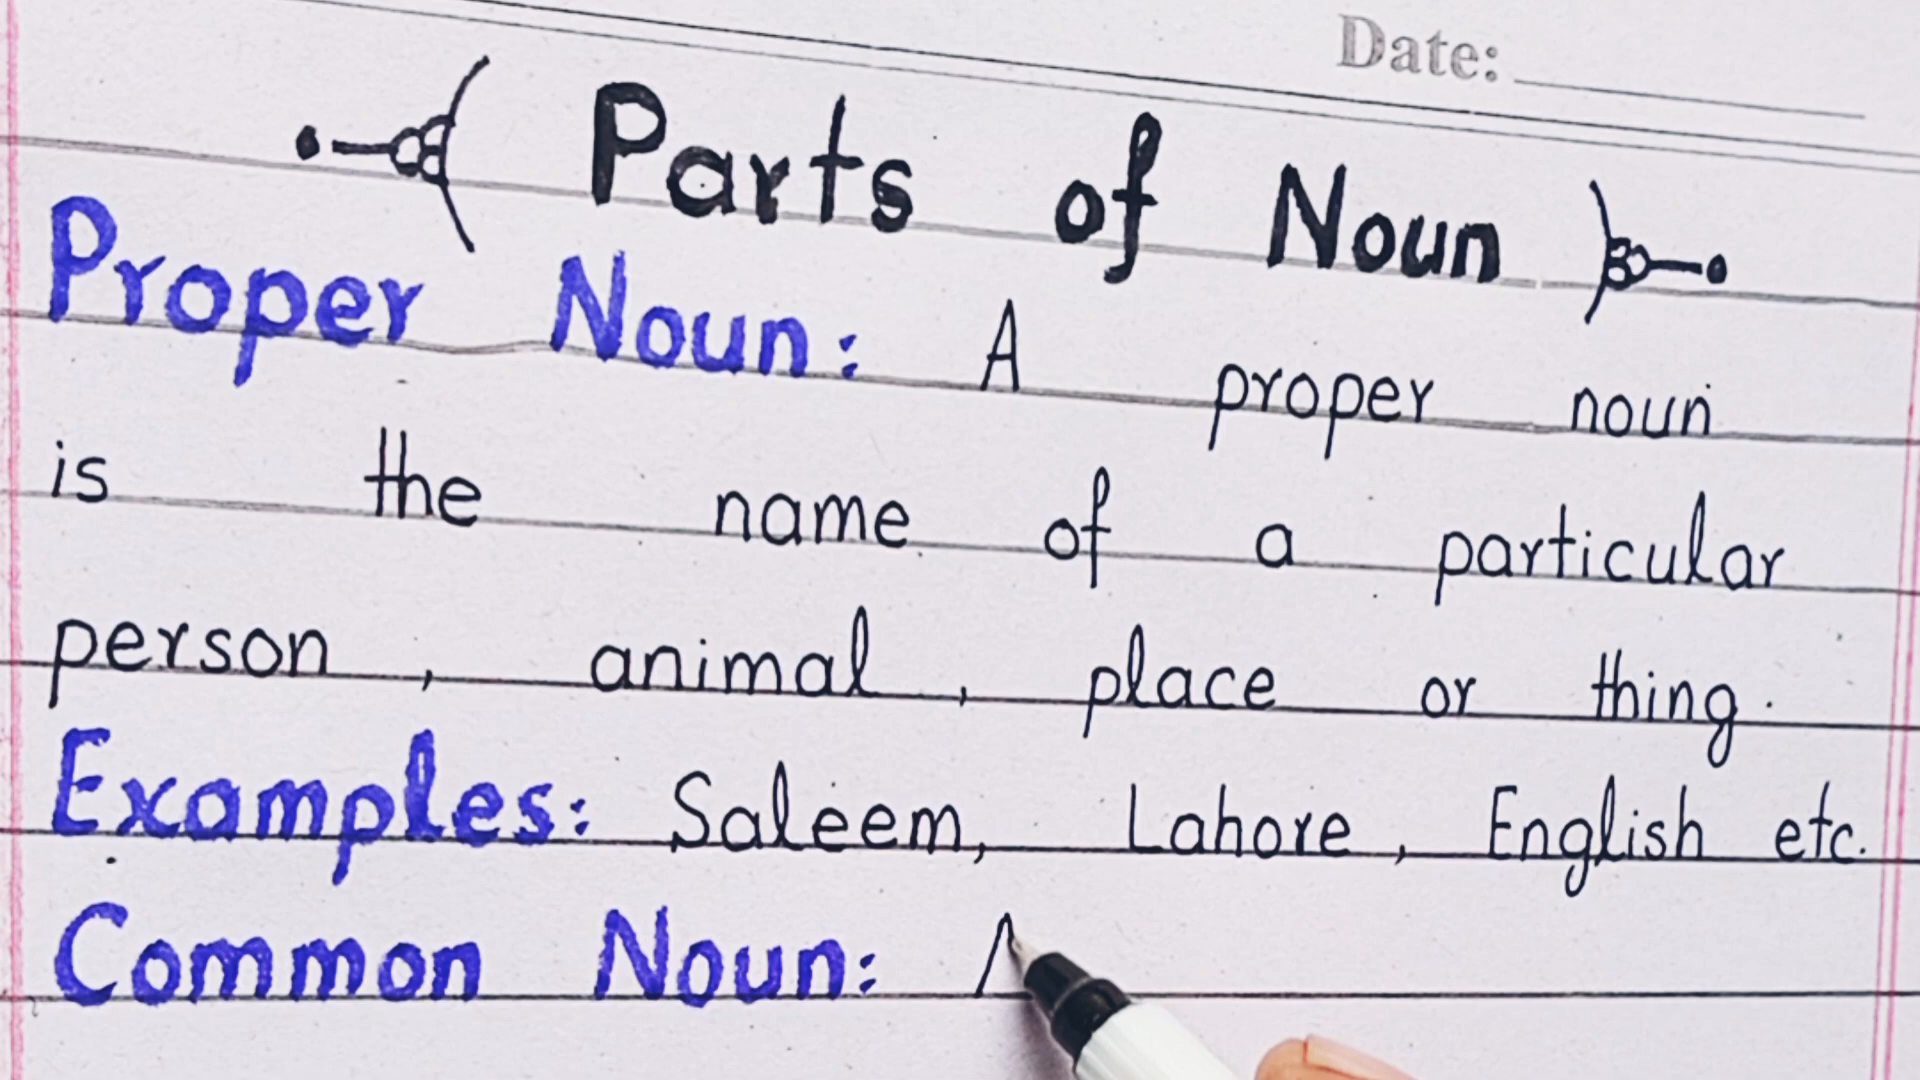 Date:
Parts of Noun
Proper Noun: A proper noun
is the name of a particular
person, animal, place or thing.
Examples: Saleem, Lahore, English etc.
Common Noun: